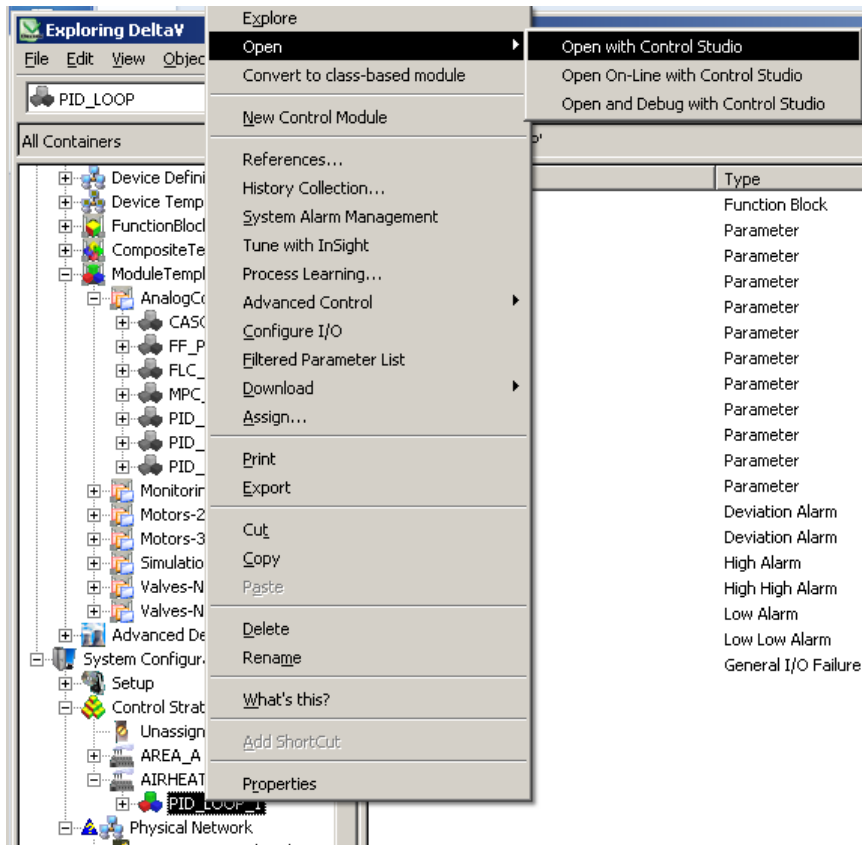 Exploring DeltaV
File Edit View Objec
PID_LOOP
All Containers
Device Defini
Device Temp
FunctionBloc
CompositeTe
ModuleTempl
AnalogCo
CASC
FF_P
FLC_
MPC_
PID_
PID_
PID_
Monitorin
Motors-2
Motors-3
Simulatio
Valves-N
Valves-N
Advanced De
System Configur
Setup
Control Strat
Unassign
AREA_A
AIRHEAT
PID_LOOP_1
Physical Network
Explore
Open
Convert to class-based module
New Control Module
References...
History Collection...
System Alarm Management
Tune with InSight
Process Learning...
Advanced Control
Configure I/O
Filtered Parameter List
Download
Assign...
Print
Export
Cut
Copy
Paste
Delete
Rename
What's this?
Add ShortCut
Properties
Open with Control Studio
Open On-Line with Control Studio
Open and Debug with Control Studio
Type
Function Block
Parameter
Parameter
Parameter
Parameter
Parameter
Parameter
Parameter
Parameter
Parameter
Parameter
Parameter
Deviation Alarm
Deviation Alarm
High Alarm
High High Alarm
Low Alarm
Low Low Alarm
General I/O Failure